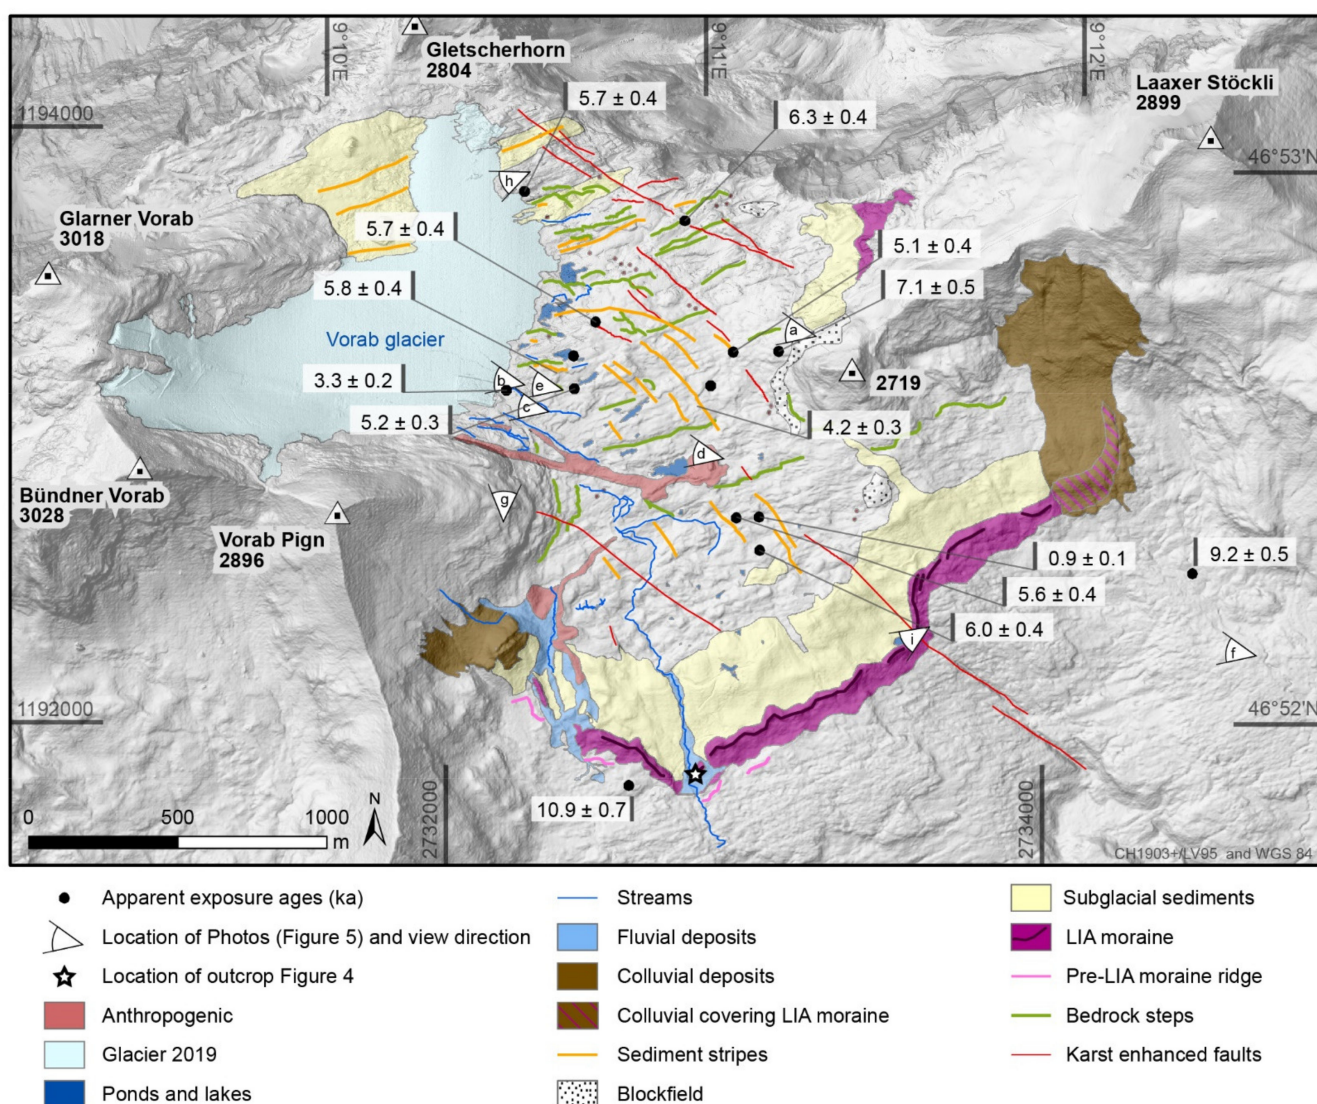 9°10'E
9°11'E
9°12'E
Gletscherhorn
2804
Laaxer Stöckli
2899
1194000
5.7 ± 0.4
6.3 ± 0.4
46°53'N
h
Glarner Vorab
3018
5.7 ± 0.4
5.1 ± 0.4
5.8 ± 0.4
7.1 ± 0.5
Vorab glacier
a
3.3 ± 0.2
b
e
2719
c
5.2 ± 0.3
4.2 ± 0.3
d
Bündner Vorab
3028
g
Vorab Pign
2896
0.9 ± 0.1
9.2 ± 0.5
5.6 ± 0.4
6.0 ± 0.4
i
f
1192000
46°52'N
10.9 ± 0.7
2732000
2734000
0 500 1000
m
N
CH1903+/LV95 and WGS 84
Apparent exposure ages (ka)
Location of Photos (Figure 5) and view direction
Location of outcrop Figure 4
Anthropogenic
Glacier 2019
Ponds and lakes
Streams
Fluvial deposits
Colluvial deposits
Colluvial covering LIA moraine
Sediment stripes
Blockfield
Subglacial sediments
LIA moraine
Pre-LIA moraine ridge
Bedrock steps
Karst enhanced faults